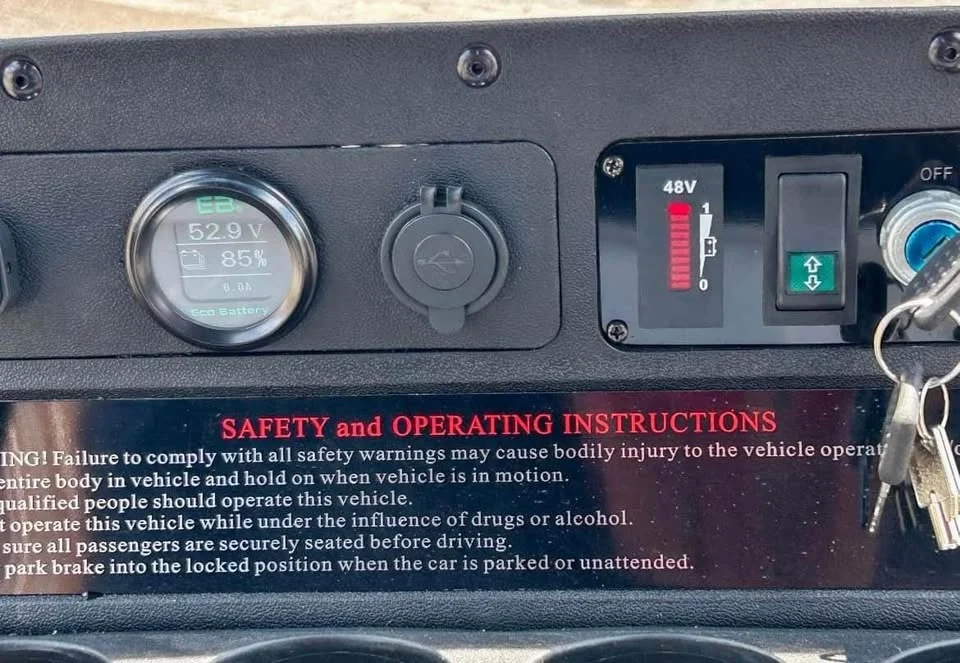 EB
52.9 V
85%
0.0A
Eco Battery
48V
1
0
OFF
SAFETY and OPERATING INSTRUCTIONS
ING! Failure to comply with all safety warnings may cause bodily injury to the vehicle operat
entire body in vehicle and hold on when vehicle is in motion.
qualified people should operate this vehicle.
t operate this vehicle while under the influence of drugs or alcohol.
sure all passengers are securely seated before driving.
park brake into the locked position when the car is parked or unattended.